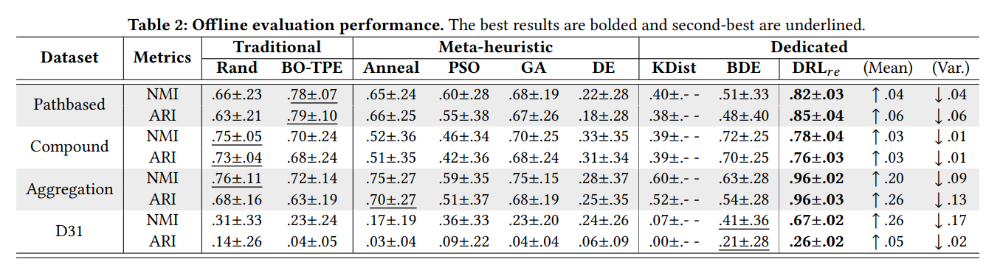 Table 2: Offline evaluation performance. The best results are bolded and second-best are underlined.
Dataset Metrics Traditional Meta-heuristic Dedicated
Rand BO-TPE Anneal PSO GA DE KDist BDE DRLre (Mean) (Var.)
Pathbased NMI .66±.23 .78±.07 .65±.24 .60±.28 .68±.19 .22±.28 .40±.- - .51±.33 .82±.03 ↑.04 ↓.04
ARI .63±.21 .79±.10 .66±.25 .55±.38 .67±.26 .18±.28 .38±.- - .48±.40 .85±.04 ↑.06 ↓.06
Compound NMI .75±.05 .70±.24 .52±.36 .46±.34 .70±.25 .33±.35 .39±.- - .72±.25 .78±.04 ↑.03 ↓.01
ARI .73±.04 .68±.24 .51±.35 .42±.36 .68±.24 .31±.34 .39±.- - .70±.25 .76±.03 ↑.03 ↓.01
Aggregation NMI .76±.11 .72±.14 .75±.27 .59±.35 .75±.15 .28±.37 .60±.- - .63±.28 .96±.02 ↑.20 ↓.09
ARI .68±.16 .63±.19 .70±.27 .51±.37 .68±.19 .25±.35 .52±.- - .54±.28 .96±.03 ↑.26 ↓.13
D31 NMI .31±.33 .23±.24 .17±.19 .36±.33 .23±.20 .24±.26 .07±.- - .41±.36 .67±.02 ↑.26 ↓.17
ARI .14±.26 .04±.05 .03±.04 .09±.22 .04±.04 .06±.09 .00±.- - .21±.28 .26±.02 ↑.05 ↓.02